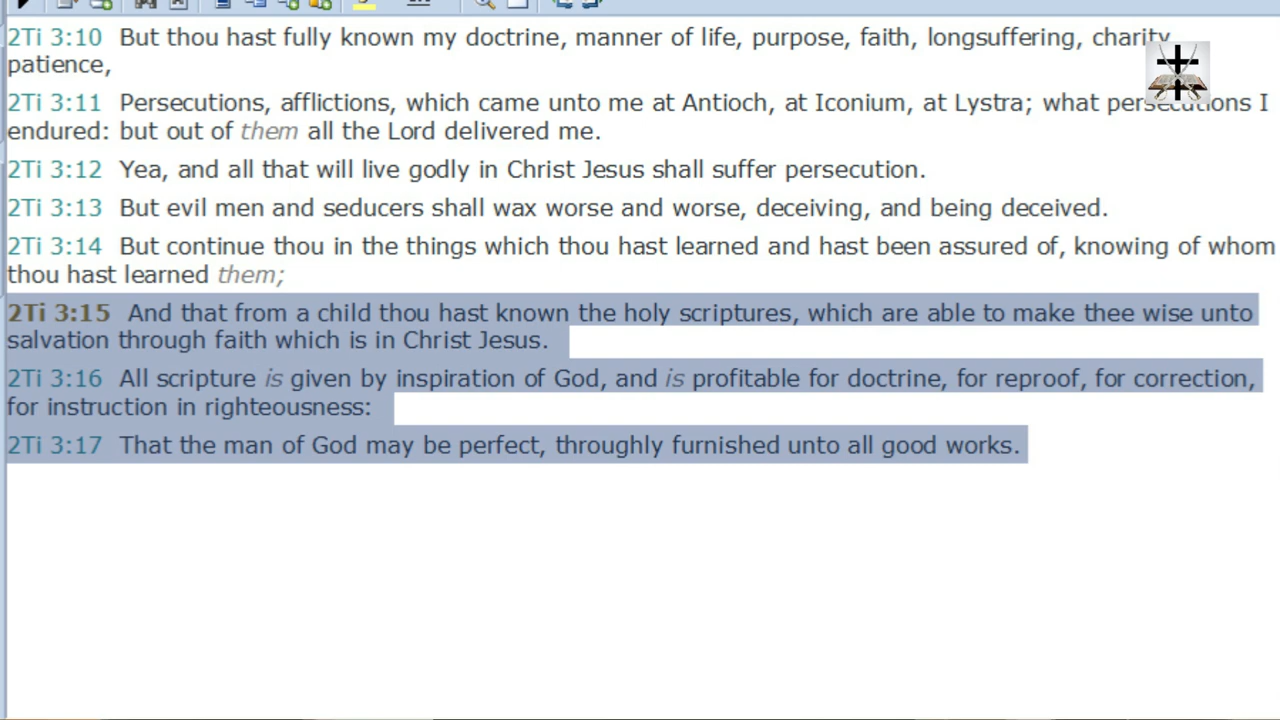 2Ti 3:10 But thou hast fully known my doctrine, manner of life, purpose, faith, longsuffering, charity,
patience,
2Ti 3:11 Persecutions, afflictions, which came unto me at Antioch, at Iconium, at Lystra; what persecutions I
endured: but out of them all the Lord delivered me.
2Ti 3:12 Yea, and all that will live godly in Christ Jesus shall suffer persecution.
2Ti 3:13 But evil men and seducers shall wax worse and worse, deceiving, and being deceived.
2Ti 3:14 But continue thou in the things which thou hast learned and hast been assured of, knowing of whom
thou hast learned them;
2Ti 3:15 And that from a child thou hast known the holy scriptures, which are able to make thee wise unto
salvation through faith which is in Christ Jesus.
2Ti 3:16 All scripture is given by inspiration of God, and is profitable for doctrine, for reproof, for correction,
for instruction in righteousness:
2Ti 3:17 That the man of God may be perfect, throughly furnished unto all good works.